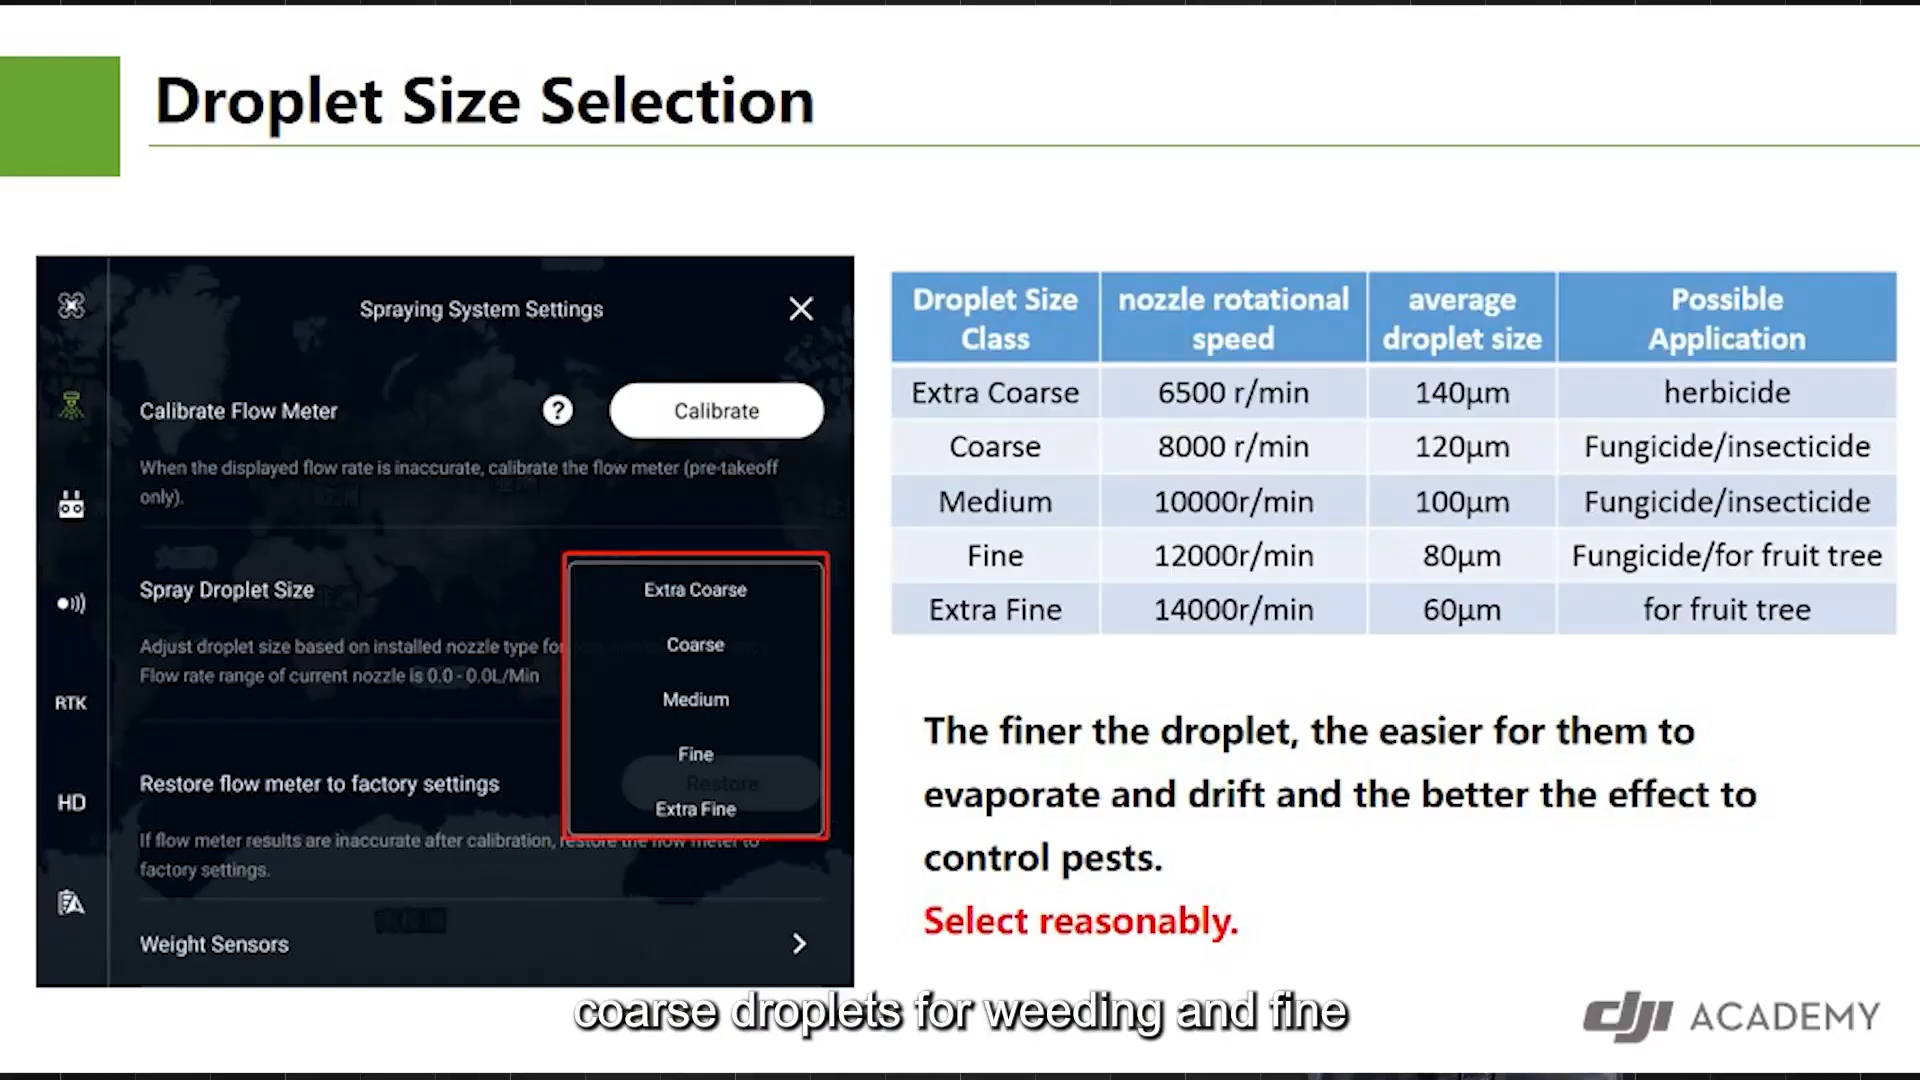 Droplet Size Selection
Spraying System Settings
Calibrate Flow Meter
?
Calibrate
When the displayed flow rate is inaccurate, calibrate the flow meter (pre-takeoff
only).
Spray Droplet Size
Adjust droplet size based on installed nozzle type for
Flow rate range of current nozzle is 0.0 - 0.0L/Min
Extra Coarse
Coarse
Medium
Fine
Extra Fine
RTK
HD
Restore flow meter to factory settings
Restore
If flow meter results are inaccurate after calibration, restore the flow meter to
factory settings.
Weight Sensors
Droplet Size Class nozzle rotational speed average droplet size Possible Application
Extra Coarse 6500 r/min 140μm herbicide
Coarse 8000 r/min 120μm Fungicide/insecticide
Medium 10000r/min 100μm Fungicide/insecticide
Fine 12000r/min 80μm Fungicide/for fruit tree
Extra Fine 14000r/min 60μm for fruit tree
The finer the droplet, the easier for them to
evaporate and drift and the better the effect to
control pests.
Select reasonably.
coarse droplets for weeding and fine
dji ACADEMY